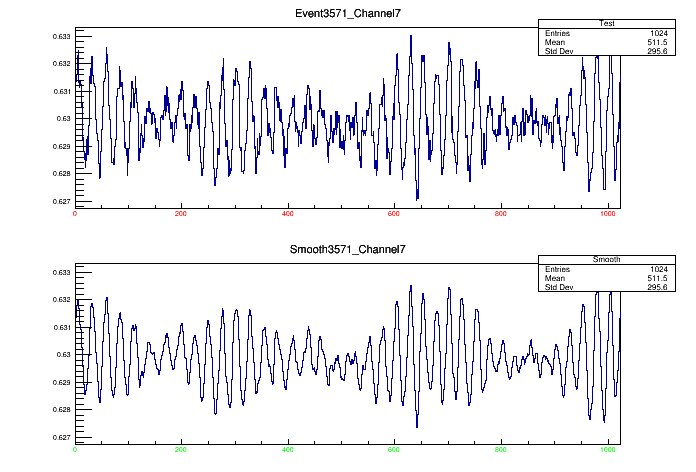 Event3571_Channel7
Test
Entries 1024
Mean 511.5
Std Dev 295.6
0.633
0.632
0.631
0.63
0.629
0.628
0.627
0 200 400 600 800 1000
Smooth3571_Channel7
Smooth
Entries 1024
Mean 511.5
Std Dev 295.6
0.633
0.632
0.631
0.63
0.629
0.628
0.627
0 200 400 600 800 1000